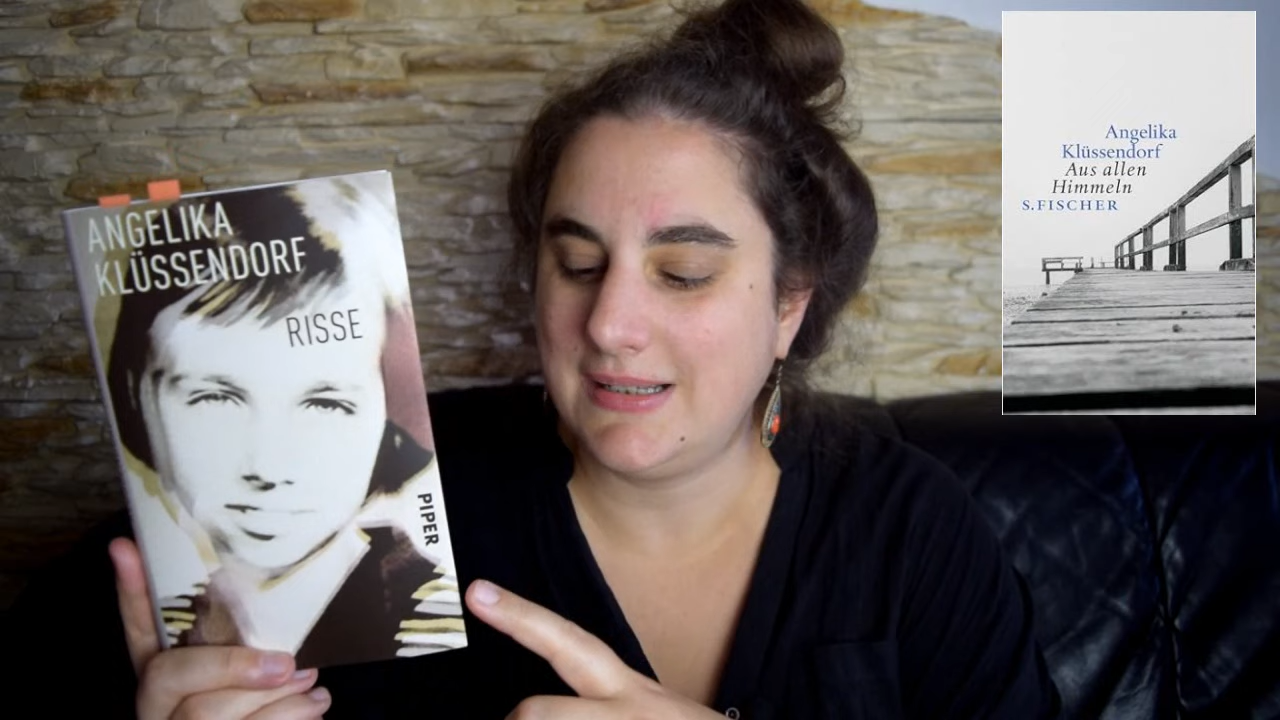 ANGELIKA
KLÜSSENDORF
RISSE
PIPER
Angelika
Klüssendorf
Aus allen
Himmeln
S.FISCHER